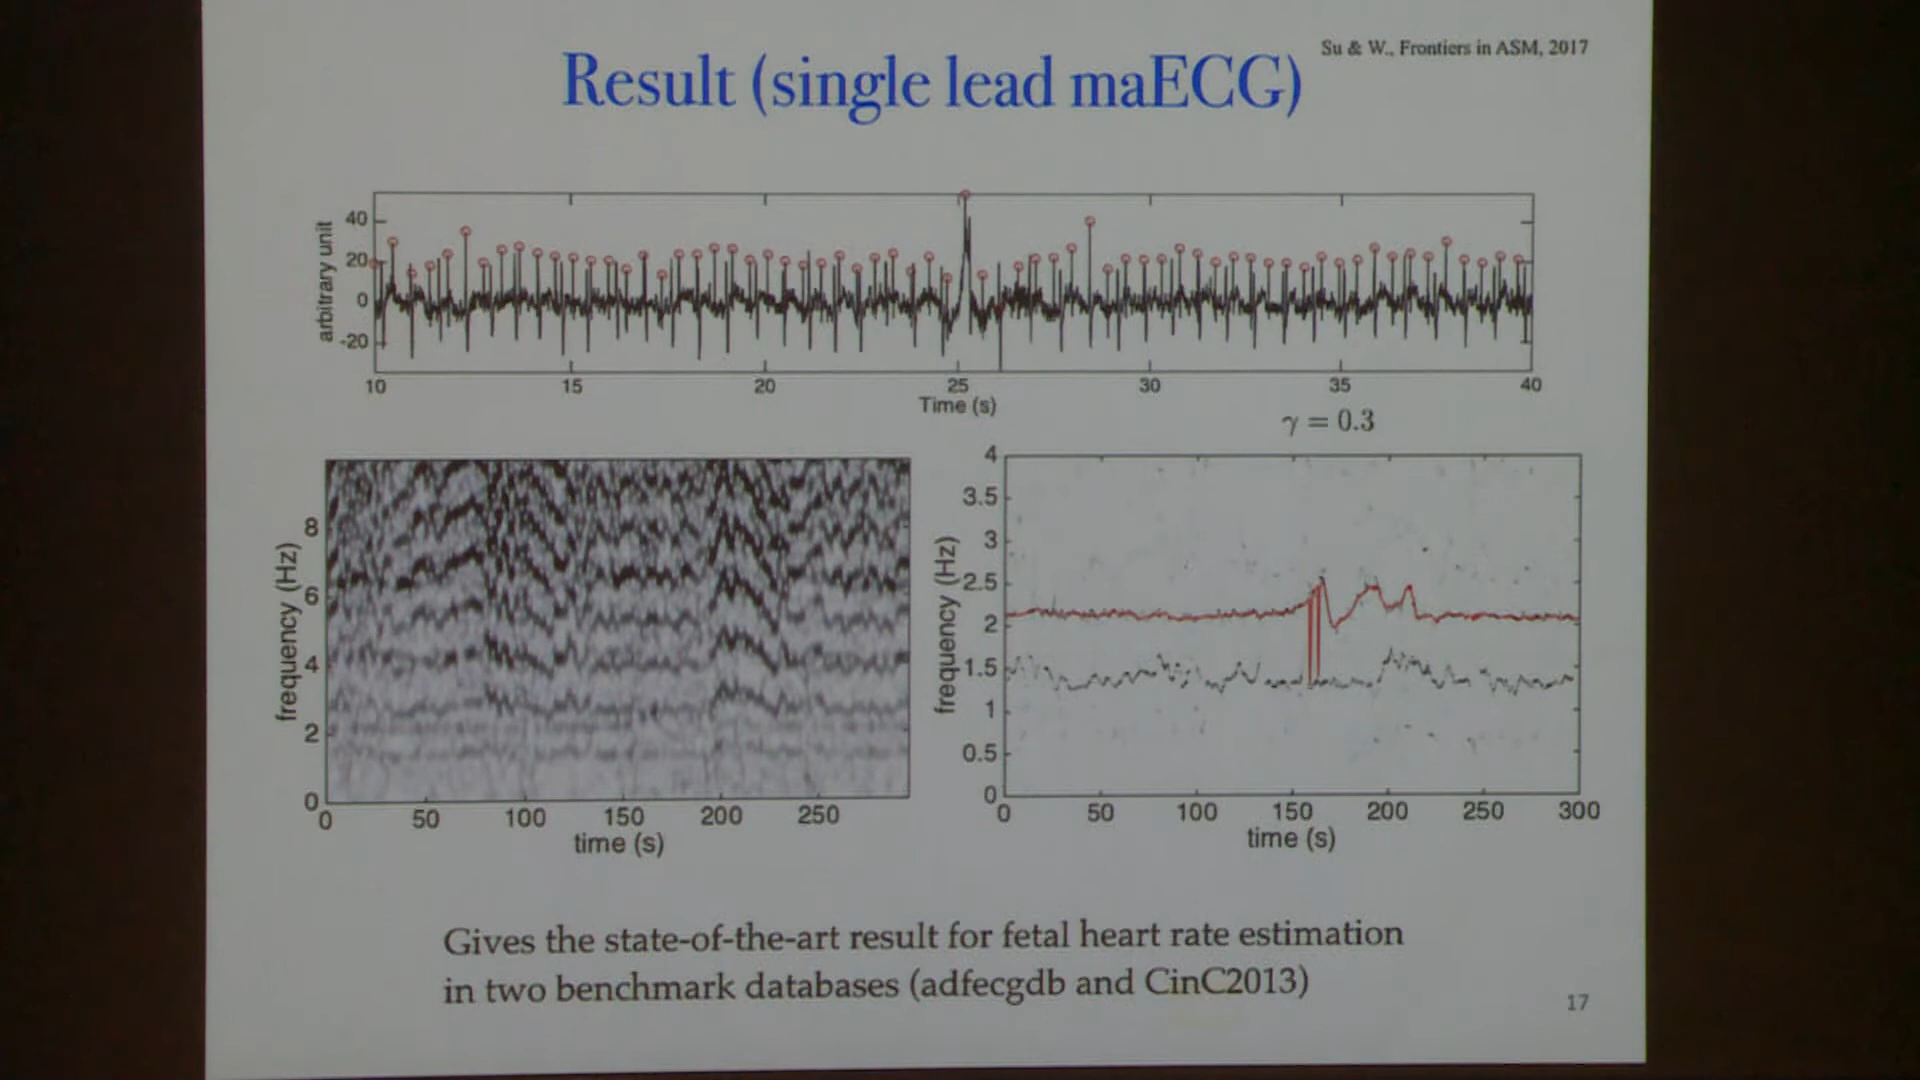 Su & W., Frontiers in ASM, 2017
Result (single lead maECG)
arbitrary unit
40
20
0
-20
10 15 20 25 30 35 40
Time (s)
γ = 0.3
frequency (Hz)
8
6
4
2
0
0 50 100 150 200 250
time (s)
frequency (Hz)
4
3.5
3
2.5
2
1.5
1
0.5
0
0 50 100 150 200 250 300
time (s)
Gives the state-of-the-art result for fetal heart rate estimation
in two benchmark databases (adfecgdb and CinC2013)
17